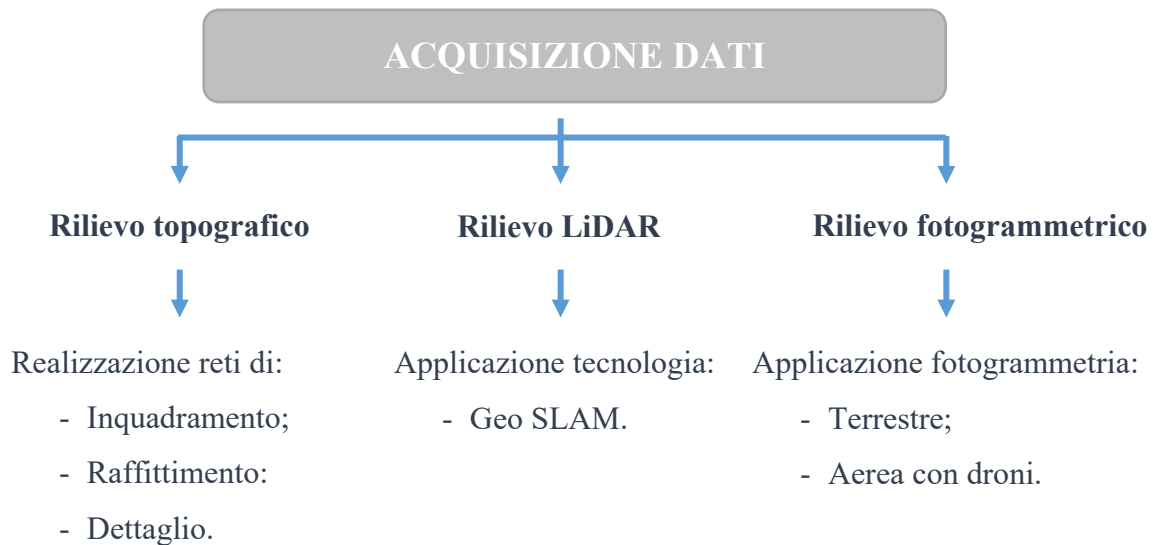 ACQUISIZIONE DATI
Rilievo topografico
Rilievo LiDAR
Rilievo fotogrammetrico
Realizzazione reti di:
- Inquadramento;
- Raffittimento:
- Dettaglio.
Applicazione tecnologia:
- Geo SLAM.
Applicazione fotogrammetria:
- Terrestre;
- Aerea con droni.